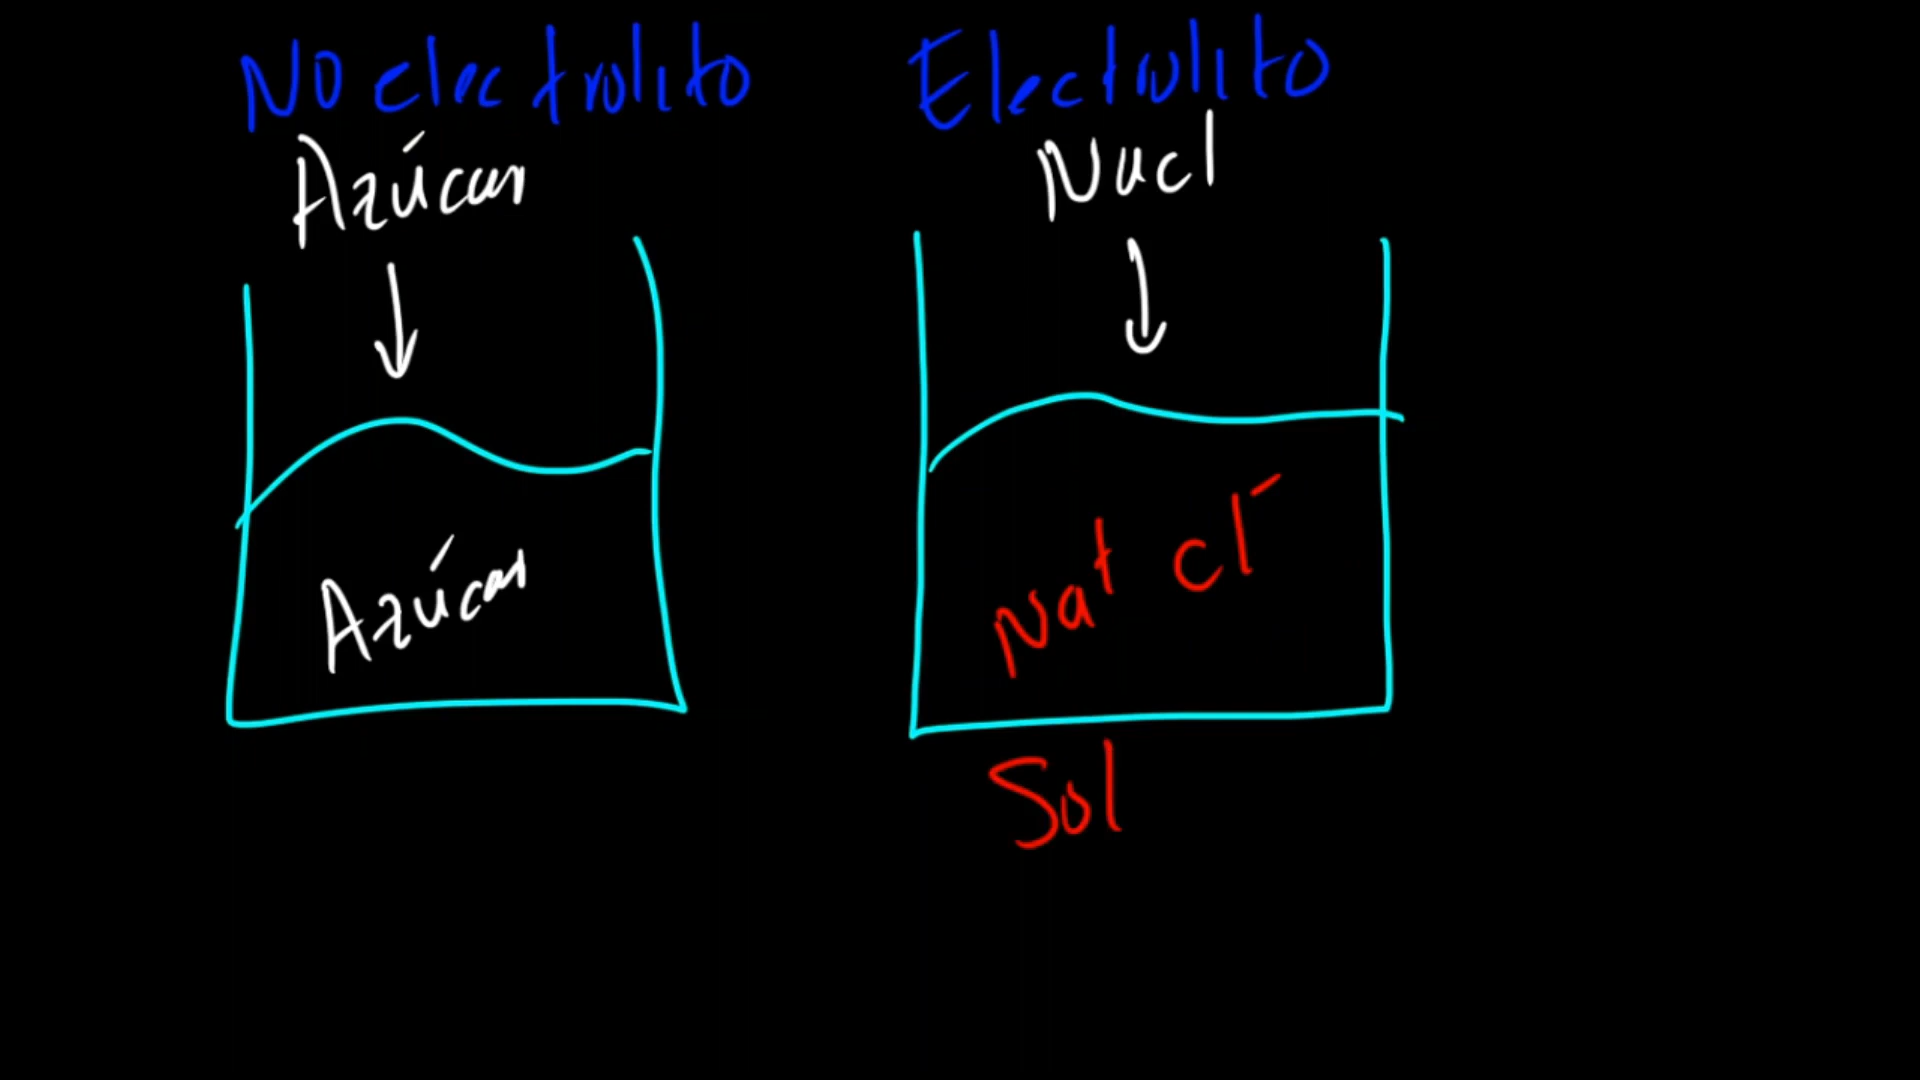 No electrolito
Azúcar
Azúcar
Electrolito
Nacl
Na+ cl-
Sol